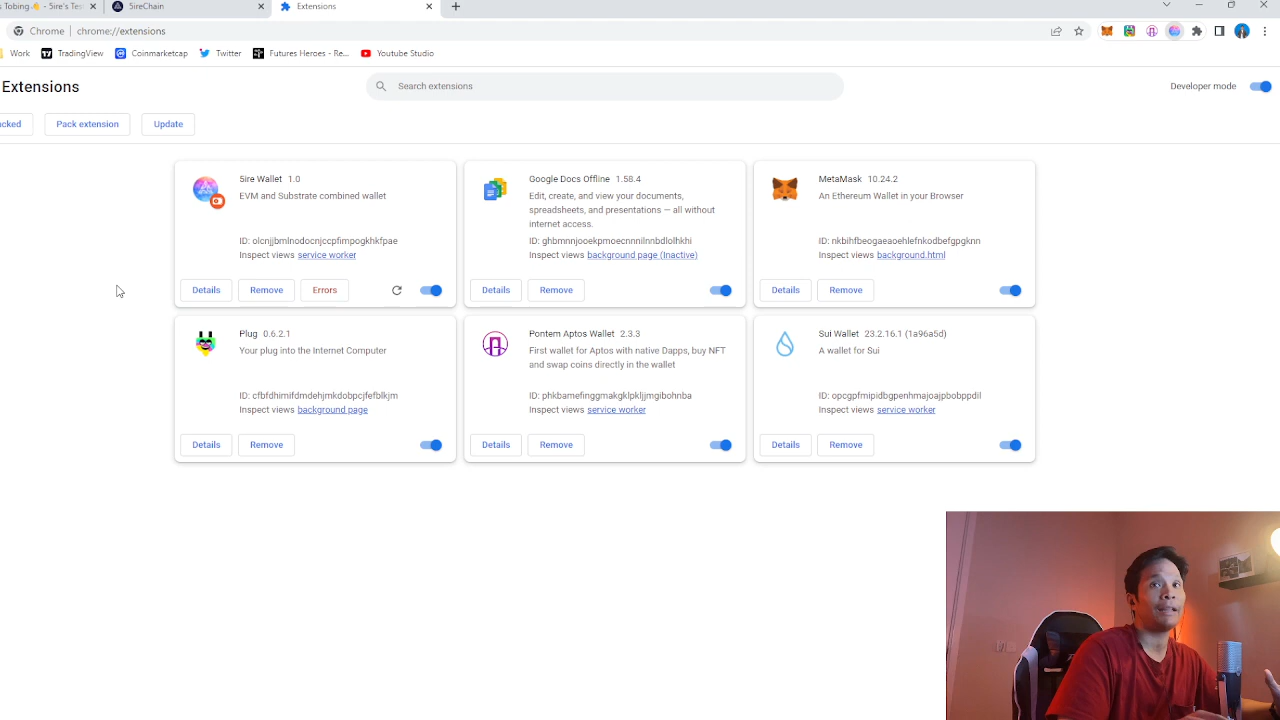 s Tobing👋 - 5ire's Tes
5ireChain
Extensions
Chrome | chrome://extensions
Work
TradingView
Coinmarketcap
Twitter
Futures Heroes - Re...
Youtube Studio
Extensions
Search extensions
Developer mode
acked
Pack extension
Update
5ire Wallet 1.0
EVM and Substrate combined wallet
ID: olcnjjbmlnodocnjccpfimpogkhkfpae
Inspect views service worker
Details
Remove
Errors
Google Docs Offline 1.58.4
Edit, create, and view your documents,
spreadsheets, and presentations — all without
internet access.
ID: ghbmnnjooekpmoecnnnilnnbdlolhkhi
Inspect views background page (Inactive)
Details
Remove
MetaMask 10.24.2
An Ethereum Wallet in your Browser
ID: nkbihfbeogaeaoehlefnkodbefgpgknn
Inspect views background.html
Details
Remove
Plug 0.6.2.1
Your plug into the Internet Computer
ID: cfbfdhimifdmdehjmkdobpcjfefblkjm
Inspect views background page
Details
Remove
Pontem Aptos Wallet 2.3.3
First wallet for Aptos with native Dapps, buy NFT
and swap coins directly in the wallet
ID: phkbamefinggmakgklpkljjmgibohnba
Inspect views service worker
Details
Remove
Sui Wallet 23.2.16.1 (1a96a5d)
A wallet for Sui
ID: opcgpfmipidbgpenhmajoajpbobppdil
Inspect views service worker
Details
Remove